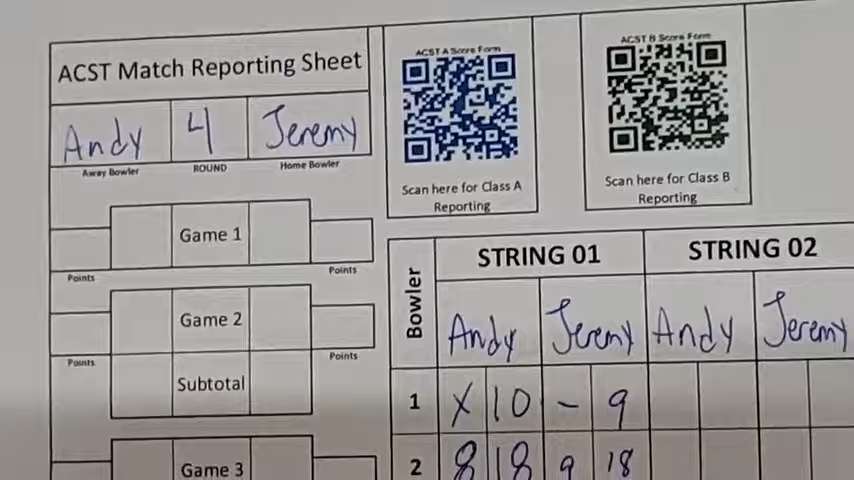 ACST Match Reporting Sheet
Andy 4 Jeremy
Away Bowler ROUND Home Bowler
Game 1
Points Points
Game 2
Points Points
Subtotal
Game 3
ACST A Score Form
Scan here for Class A
Reporting
ACST B Score Form
Scan here for Class B
Reporting
Bowler STRING 01 STRING 02
Andy Jeremy Andy Jeremy
1 X 10 - 9
2 8 18 9 18